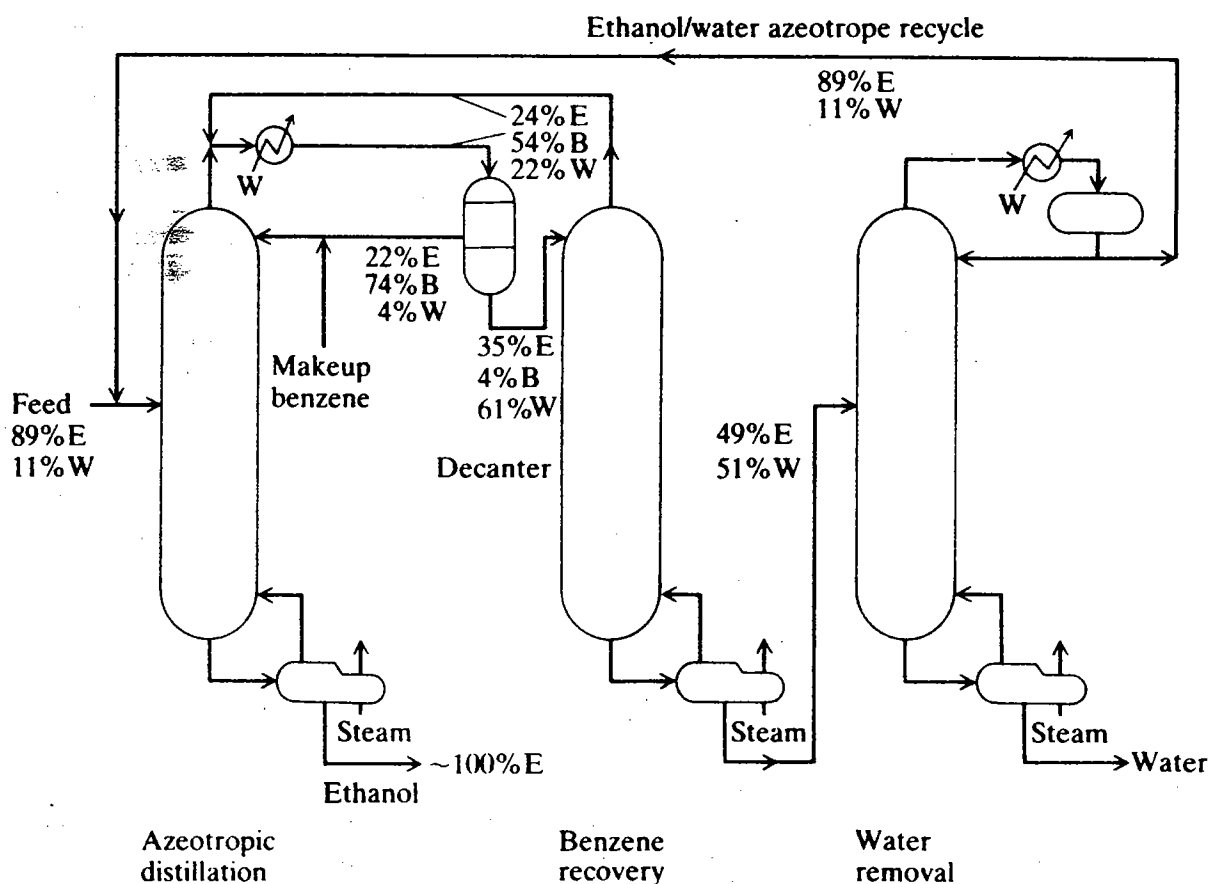 Ethanol/water azeotrope recycle
89% E
11% W
24% E
54% B
22% W
W
W
22% E
74% B
4% W
35% E
4% B
61% W
Makeup
benzene
Feed
89% E
11% W
Decanter
49% E
51% W
Steam
~100% E
Ethanol
Steam
Steam
Water
Azeotropic
distillation
Benzene
recovery
Water
removal